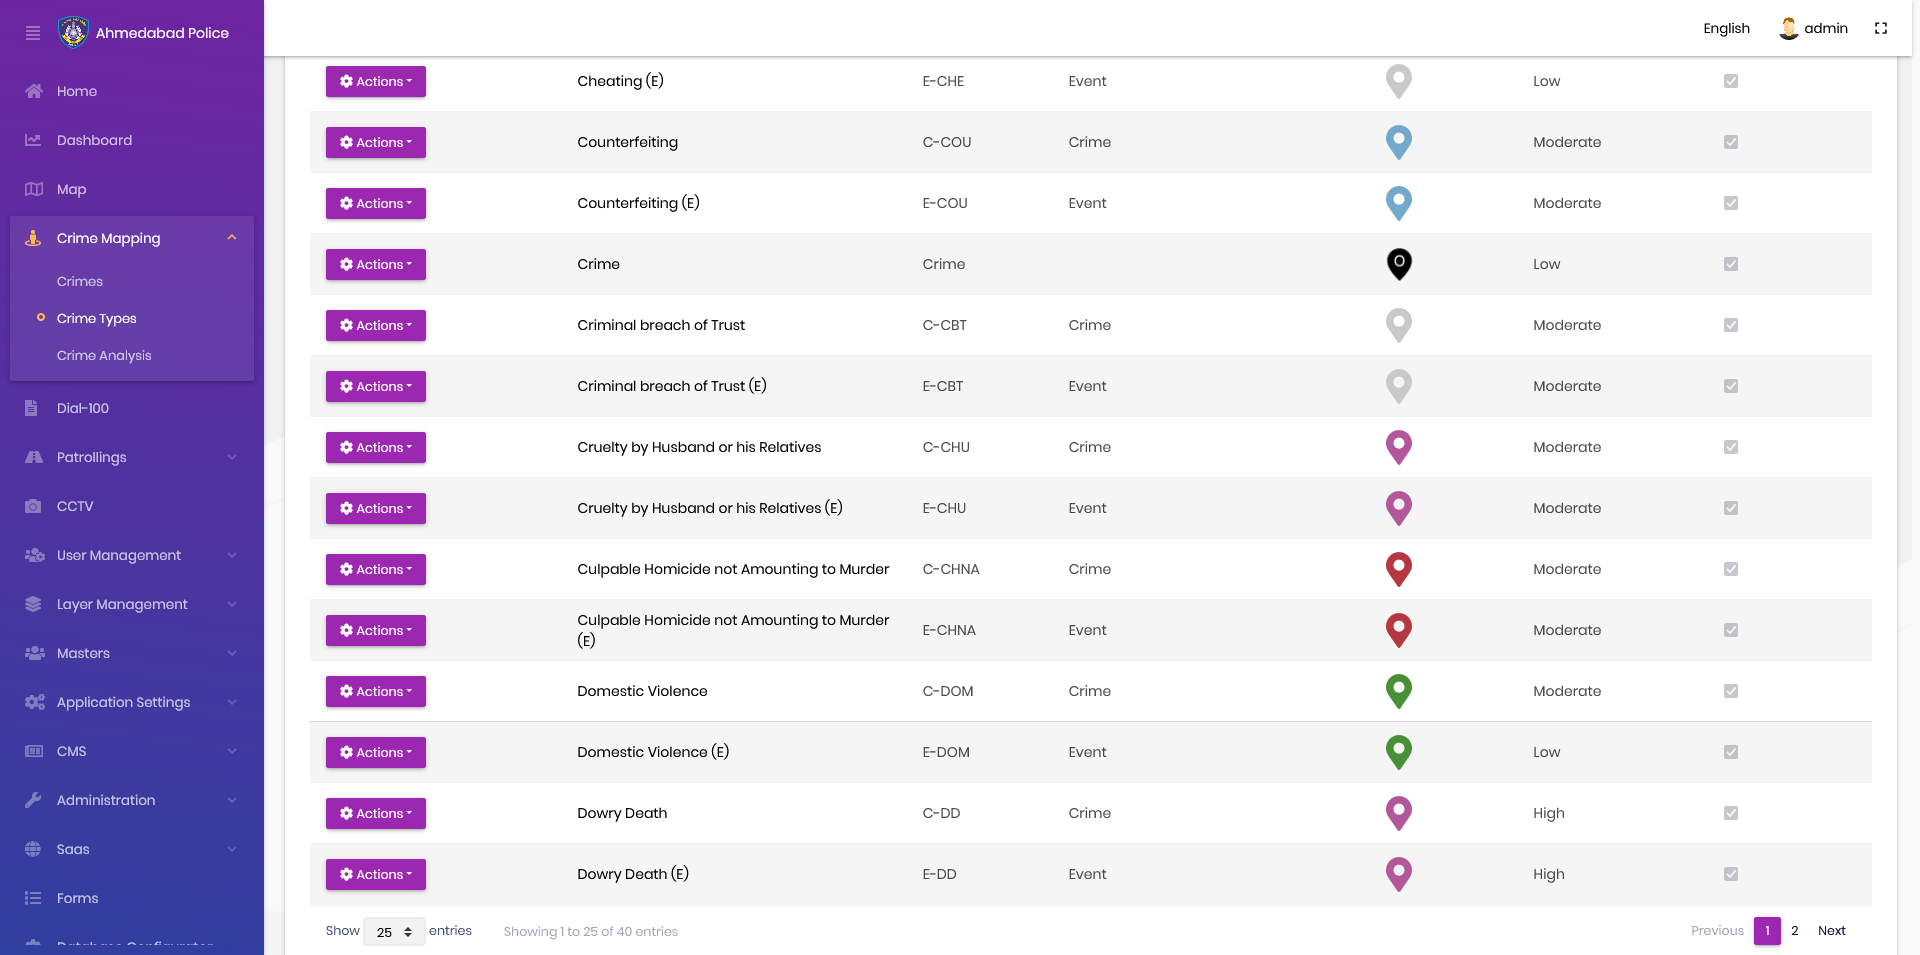 Ahmedabad Police
English
admin
Home
Dashboard
Map
Crime Mapping
Crimes
Crime Types
Crime Analysis
Dial-100
Patrollings
CCTV
User Management
Layer Management
Masters
Application Settings
CMS
Administration
Saas
Forms
Database Configurator
Actions Cheating (E) E-CHE Event Low
Actions Counterfeiting C-COU Crime Moderate
Actions Counterfeiting (E) E-COU Event Moderate
Actions Crime Crime Low
Actions Criminal breach of Trust C-CBT Crime Moderate
Actions Criminal breach of Trust (E) E-CBT Event Moderate
Actions Cruelty by Husband or his Relatives C-CHU Crime Moderate
Actions Cruelty by Husband or his Relatives (E) E-CHU Event Moderate
Actions Culpable Homicide not Amounting to Murder C-CHNA Crime Moderate
Actions Culpable Homicide not Amounting to Murder
(E) E-CHNA Event Moderate
Actions Domestic Violence C-DOM Crime Moderate
Actions Domestic Violence (E) E-DOM Event Low
Actions Dowry Death C-DD Crime High
Actions Dowry Death (E) E-DD Event High
Show 25 entries Showing 1 to 25 of 40 entries Previous 1 2 Next